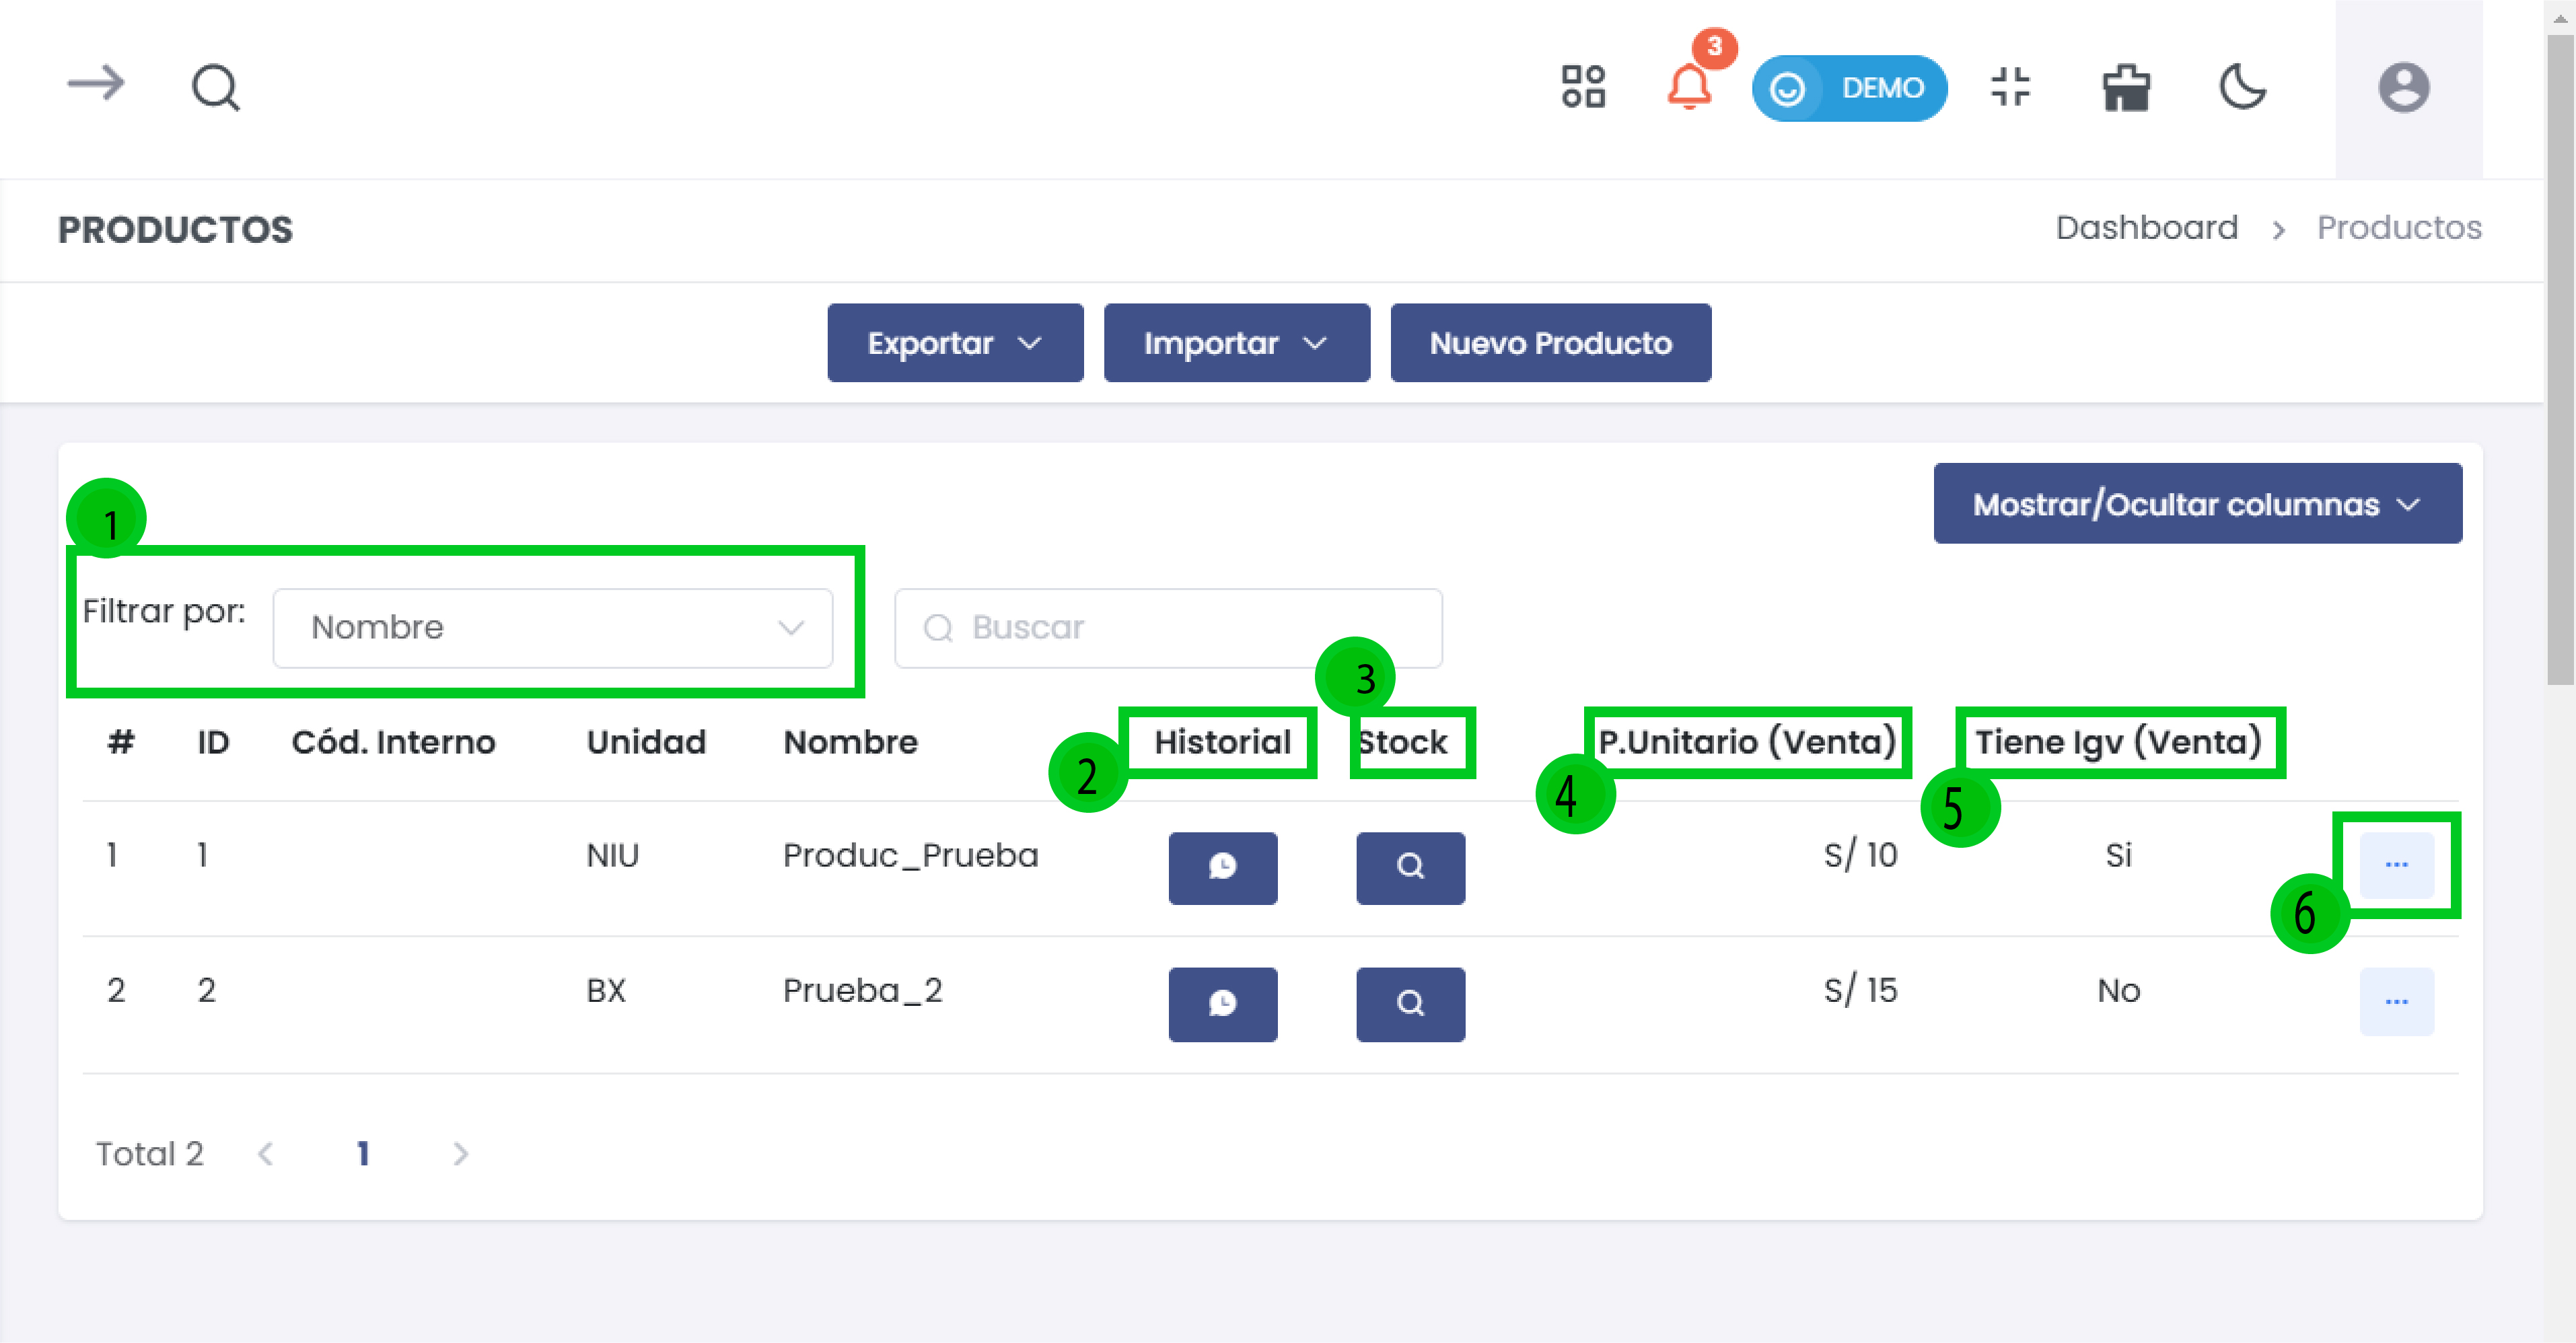 3
DEMO
PRODUCTOS
Dashboard > Productos
Exportar
Importar
Nuevo Producto
Mostrar/Ocultar columnas
1
Filtrar por:
Nombre
Buscar
3
# ID Cód. Interno Unidad Nombre Historial Stock P.Unitario (Venta) Tiene Igv (Venta)
2
4
5
1 1 NIU Produc_Prueba S/ 10 Si ...
6
2 2 BX Prueba_2 S/ 15 No ...
Total 2 < 1 >